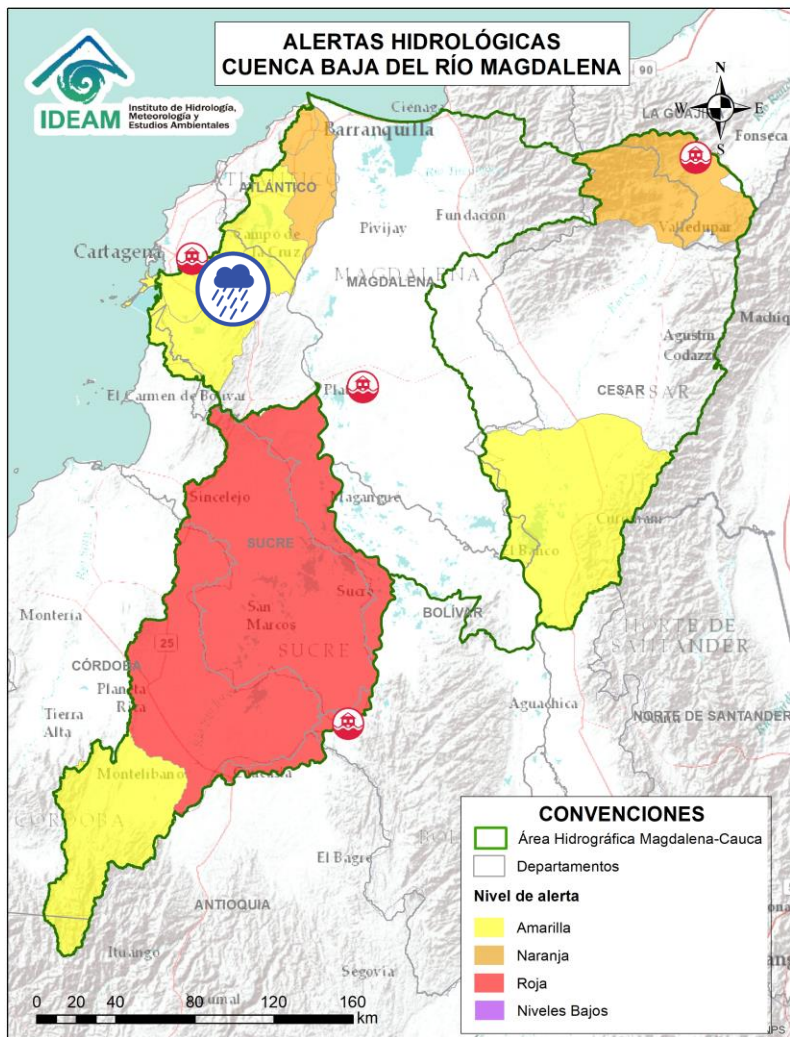 ALERTAS HIDROLÓGICAS
CUENCA BAJA DEL RÍO MAGDALENA
IDEAM
Instituto de Hidrología,
Meteorología y
Estudios Ambientales
N
W
E
S
90
LA GUAJIRA
Fonseca
Ciénaga
Barranquilla
ATLÁNTICO
Pivijay
Fundación
Valledupar
Cartagena
Campo de
la Cruz
MAGDALENA
MAGDALENA
Agustín
Codazzi
El Carmen de Bolívar
CESAR
CESAR
Sincelejo
Magangué
SUCRE
El Banco
Sucre
San
Marcos
BOLÍVAR
Montería
SUCRE
NORTE DE
SANTANDER
25
CÓRDOBA
Planeta
Rica
Aguachica
Tierra
Alta
NORTE DE SANTANDER
Montelíbano
CÓRDOBA
El Bagre
ANTIOQUIA
Ituango
Segovia
CONVENCIONES
Área Hidrográfica Magdalena-Cauca
Departamentos
Nivel de alerta
Amarilla
Naranja
Roja
Niveles Bajos
0 20 40 80 120 160
km